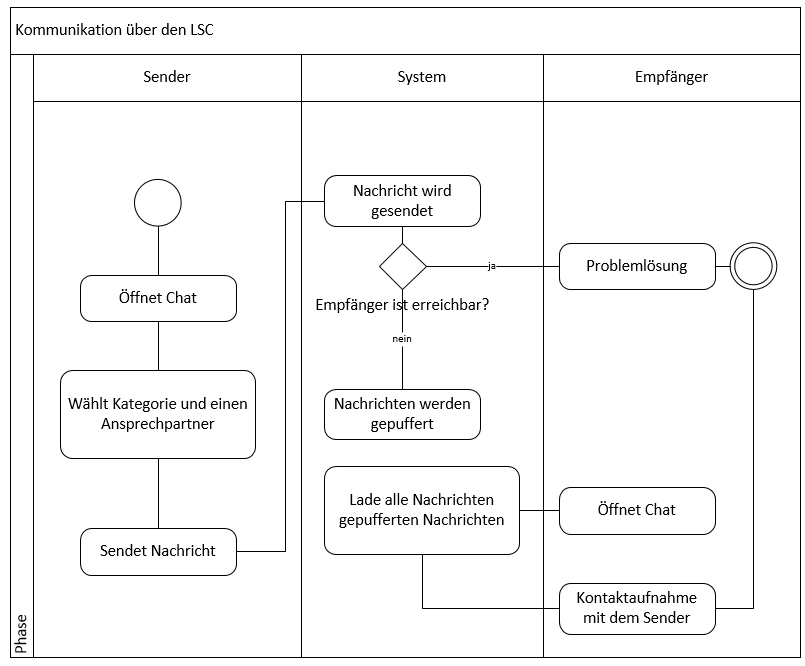 Kommunikation über den LSC
Phase
Sender
System
Empfänger
Öffnet Chat
Wählt Kategorie und einen
Ansprechpartner
Sendet Nachricht
Nachricht wird
gesendet
Empfänger ist erreichbar?
ja
nein
Problemlösung
Nachrichten werden
gepuffert
Lade alle Nachrichten
gepufferten Nachrichten
Öffnet Chat
Kontaktaufnahme
mit dem Sender